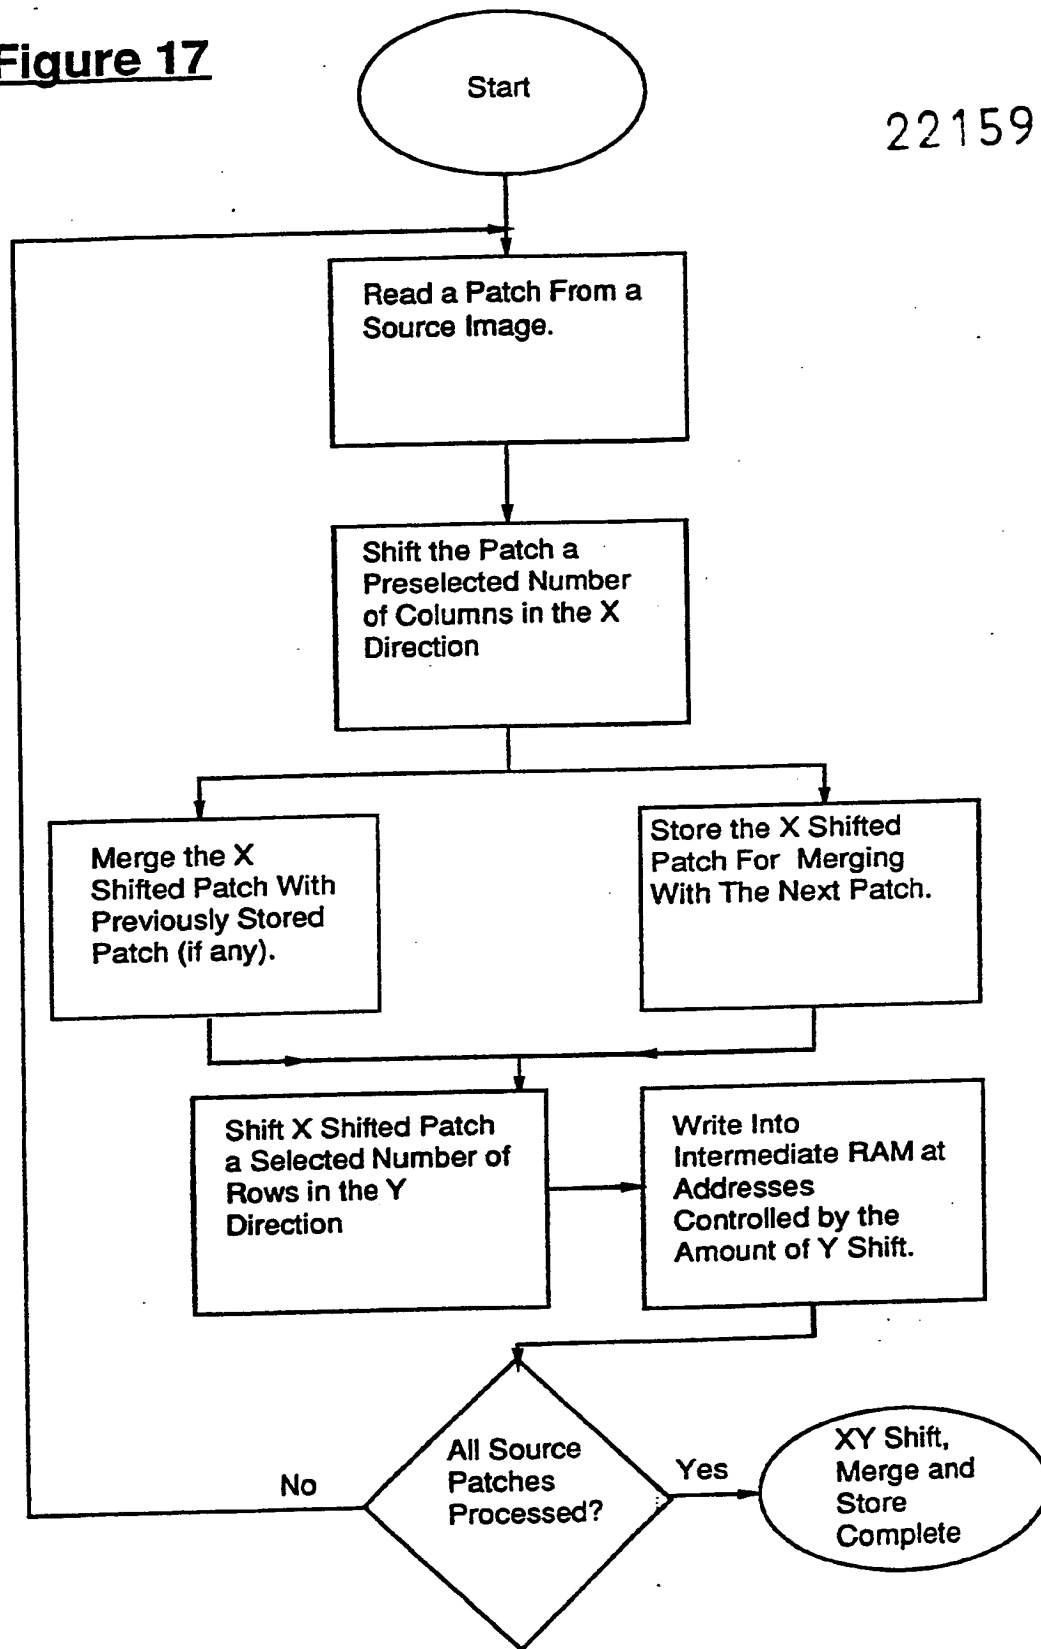 Figure 17
Start
22159
Read a Patch From a
Source Image.
Shift the Patch a
Preselected Number
of Columns in the X
Direction
Merge the X
Shifted Patch With
Previously Stored
Patch (if any).
Store the X Shifted
Patch For Merging
With The Next Patch.
Shift X Shifted Patch
a Selected Number of
Rows in the Y
Direction
Write Into
Intermediate RAM at
Addresses
Controlled by the
Amount of Y Shift.
All Source
Patches
Processed?
No
Yes
XY Shift,
Merge and
Store
Complete